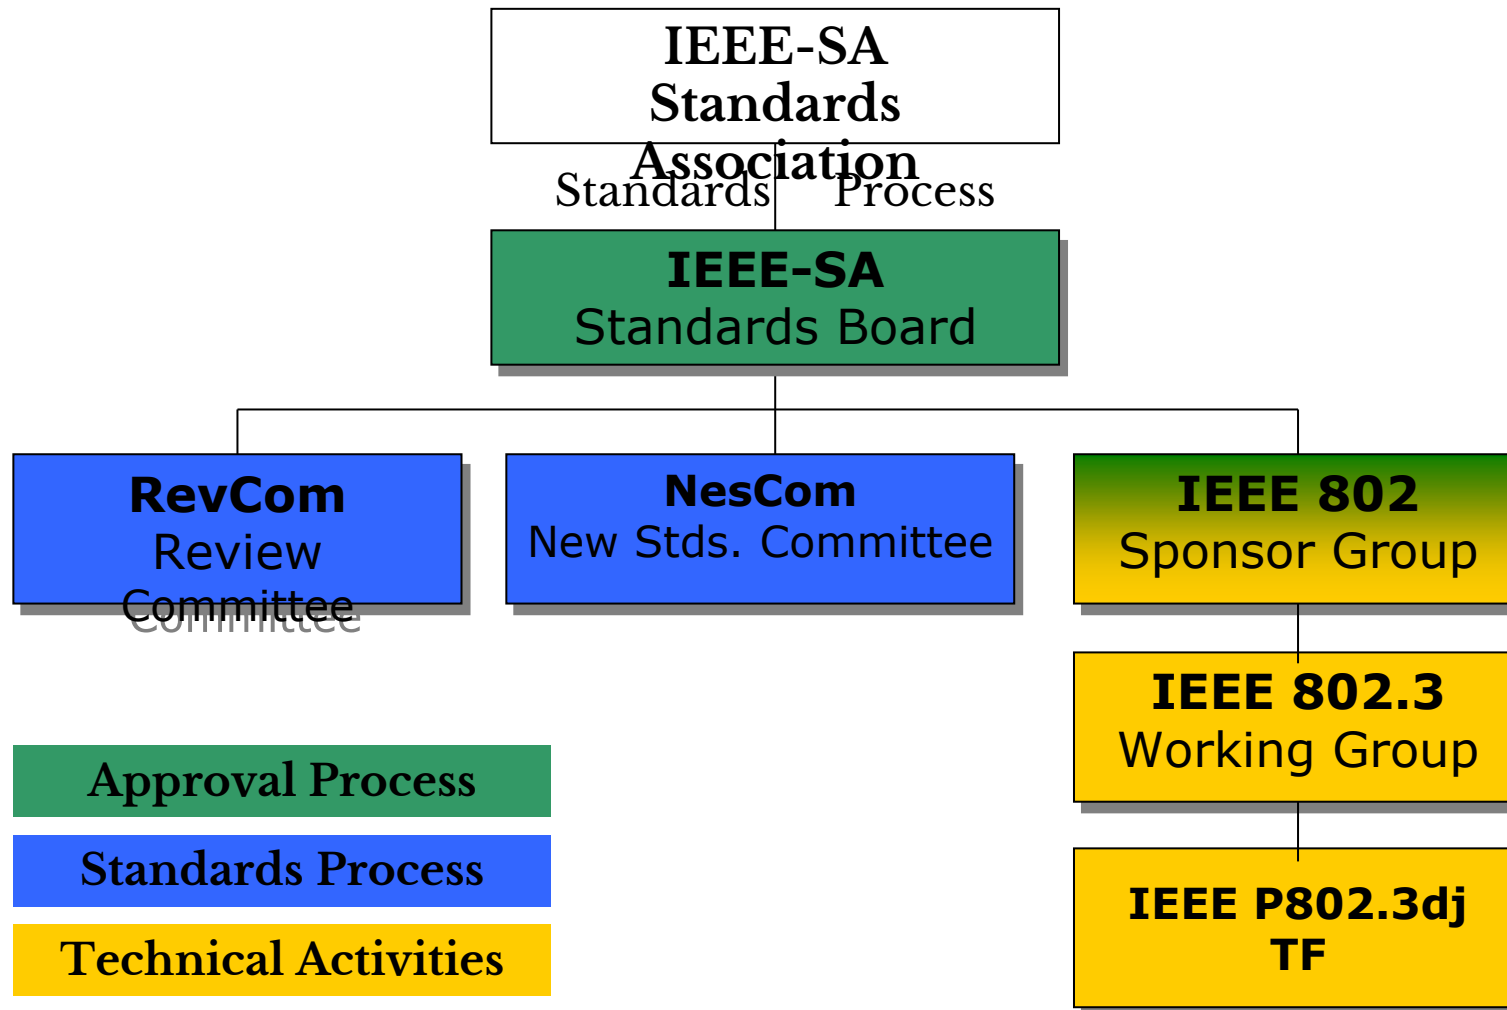 IEEE-SA
Standards
Association
Standards Process
IEEE-SA
Standards Board
RevCom
Review
Committee
NesCom
New Stds. Committee
IEEE 802
Sponsor Group
IEEE 802.3
Working Group
IEEE P802.3dj
TF
Approval Process
Standards Process
Technical Activities